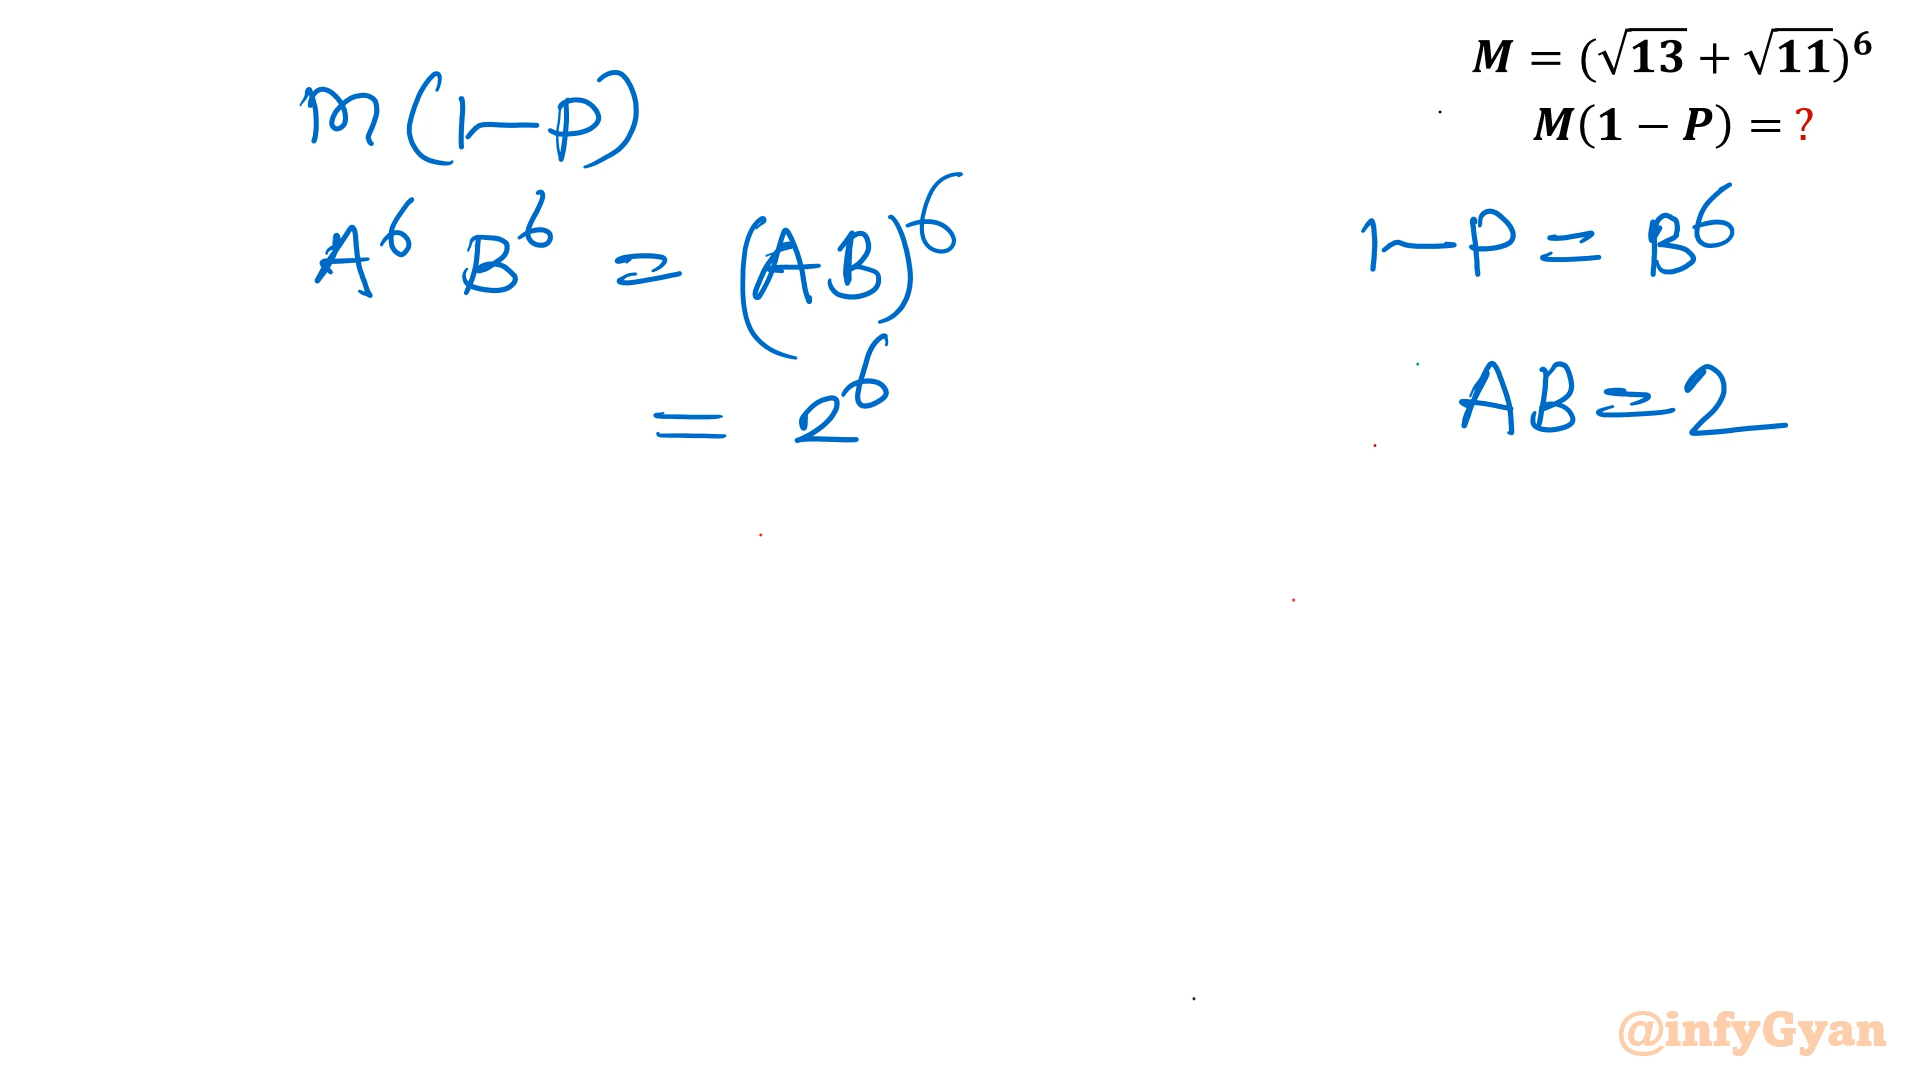 M = (√13 + √11)⁶
M(1 − P) = ?
m(1−P)
A⁶ B⁶ = (AB)⁶
= 2⁶
1−P = B⁶
AB = 2
@infyGyan